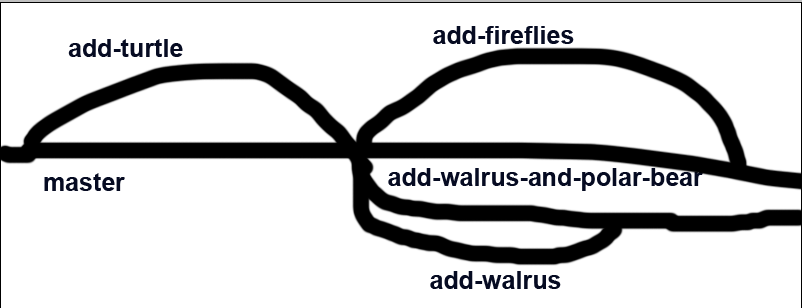 add-turtle
add-fireflies
master
add-walrus-and-polar-bear
add-walrus